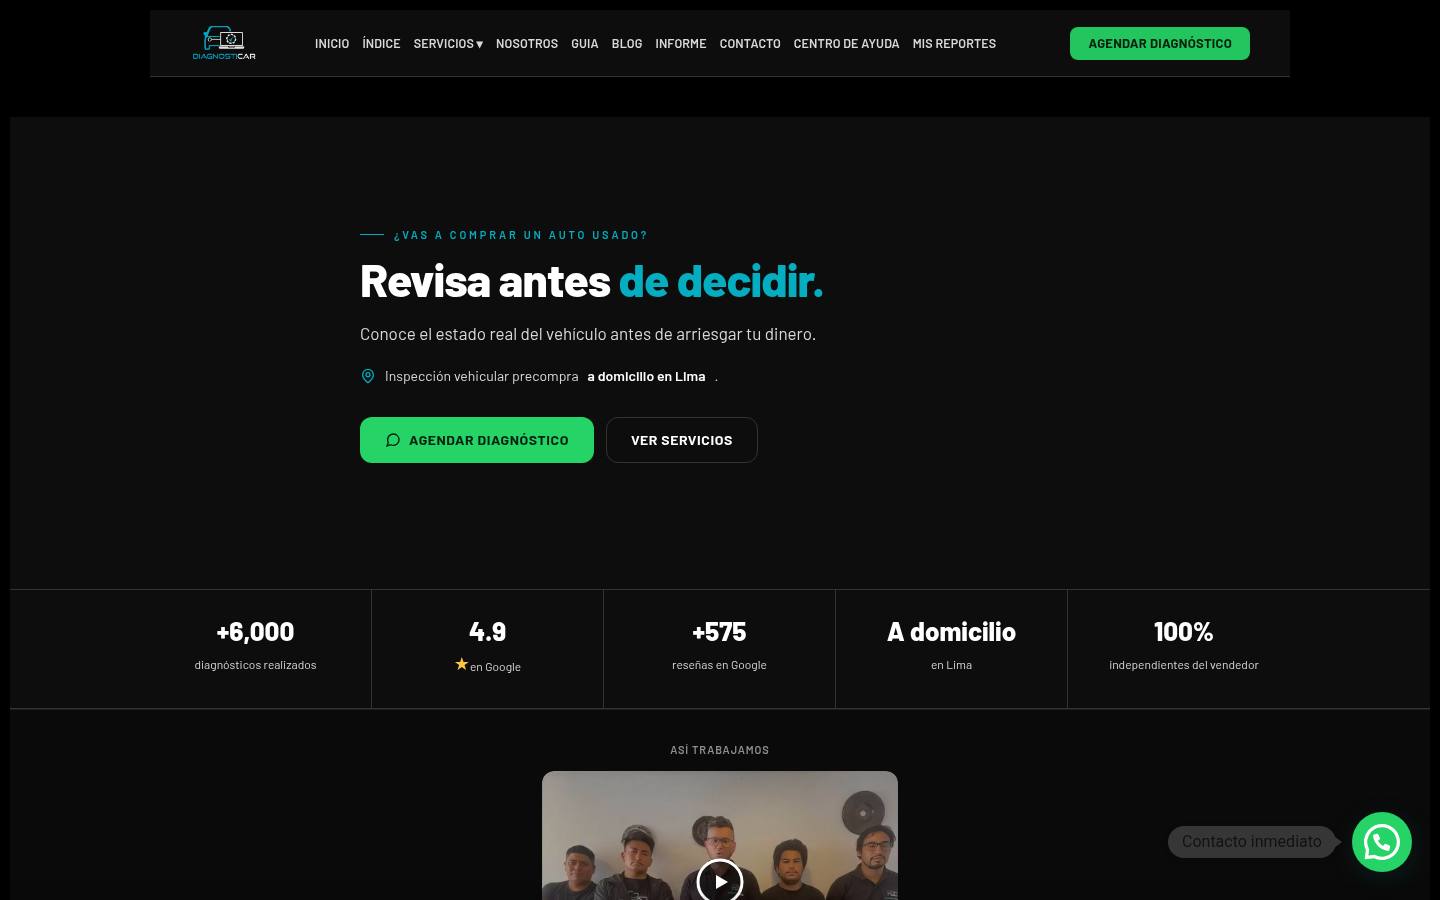 DIAGNOSTICAR
INICIO ÍNDICE SERVICIOS ▾ NOSOTROS GUIA BLOG INFORME CONTACTO CENTRO DE AYUDA MIS REPORTES
AGENDAR DIAGNÓSTICO
¿VAS A COMPRAR UN AUTO USADO?
Revisa antes de decidir.
Conoce el estado real del vehículo antes de arriesgar tu dinero.
Inspección vehicular precompra a domicilio en Lima .
AGENDAR DIAGNÓSTICO
VER SERVICIOS
+6,000
diagnósticos realizados
4.9
★ en Google
+575
reseñas en Google
A domicilio
en Lima
100%
independientes del vendedor
ASÍ TRABAJAMOS
Contacto inmediato